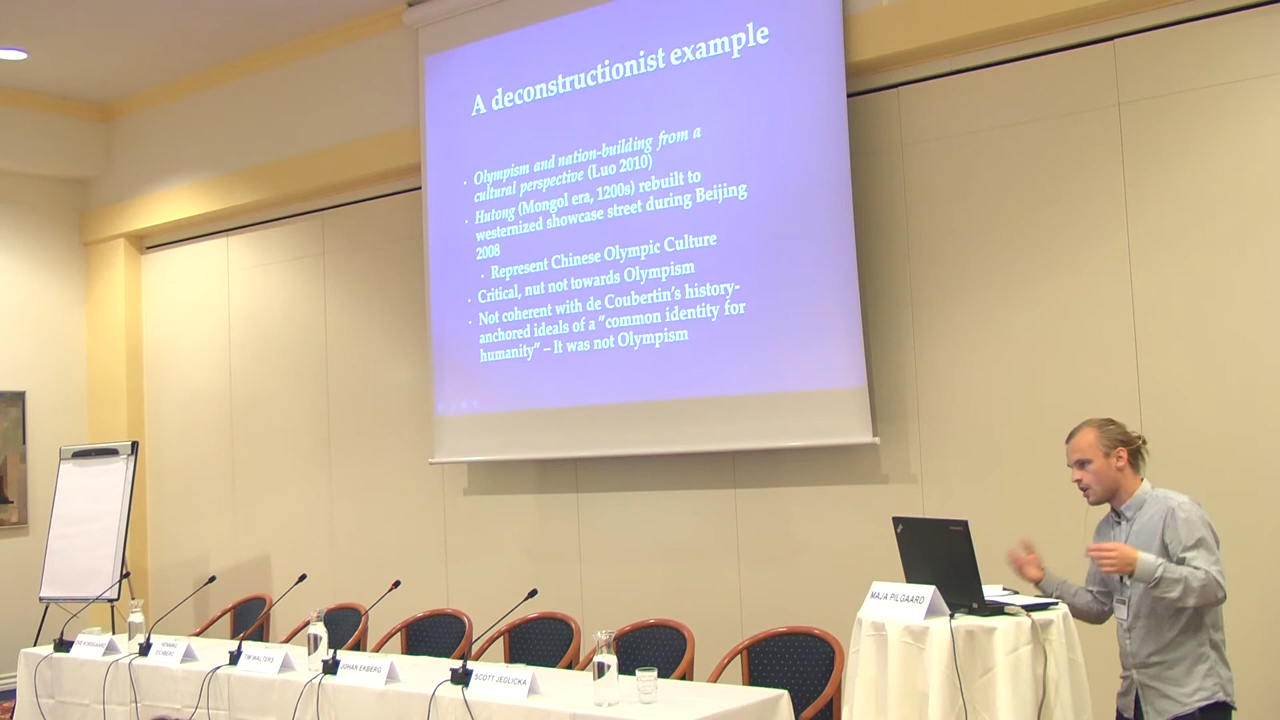 A deconstructionist example
• Olympism and nation-building from a
cultural perspective (Luo 2010)
• Hutong (Mongol era, 1200s) rebuilt to
westernized showcase street during Beijing
2008
• Represent Chinese Olympic Culture
• Critical, nut not towards Olympism
• Not coherent with de Coubertin's history-
anchored ideals of a ”common identity for
humanity” – It was not Olympism
MAJA PILGAARD
HENNING
EICHBERG
TIM WALTERS
JOHAN EKBERG
SCOTT JEDLICKA